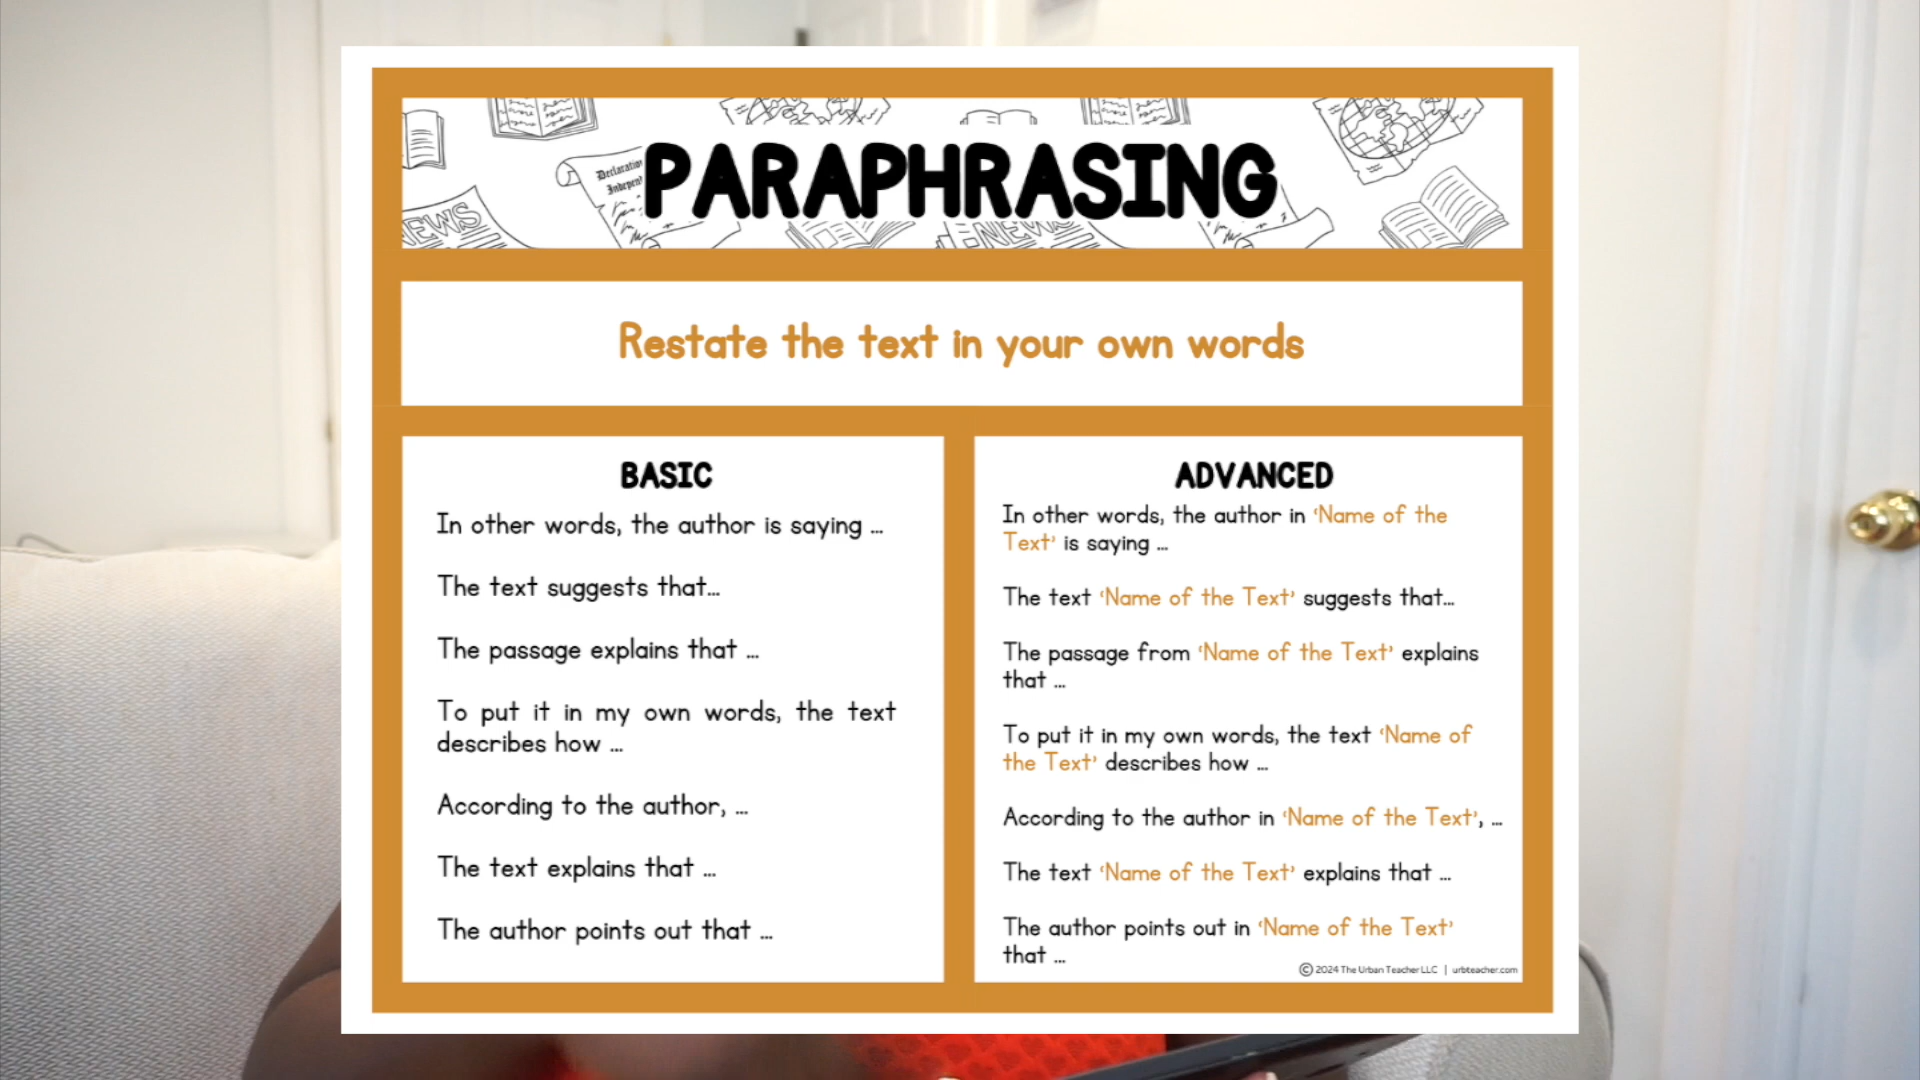 Declaratio
Indepen
NEWS
NEWS
PARAPHRASING
Restate the text in your own words
BASIC
In other words, the author is saying ...
The text suggests that...
The passage explains that ...
To put it in my own words, the text
describes how ...
According to the author, ...
The text explains that ...
The author points out that ...
ADVANCED
In other words, the author in ‘Name of the
Text’ is saying ...
The text ‘Name of the Text’ suggests that...
The passage from ‘Name of the Text’ explains
that ...
To put it in my own words, the text ‘Name of
the Text’ describes how ...
According to the author in ‘Name of the Text’, ...
The text ‘Name of the Text’ explains that ...
The author points out in ‘Name of the Text’
that ...
© 2024 The Urban Teacher LLC | urbteacher.com